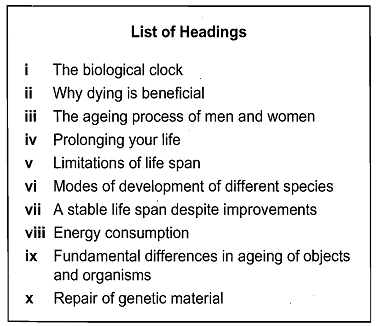 List of Headings
i The biological clock
ii Why dying is beneficial
iii The ageing process of men and women
iv Prolonging your life
v Limitations of life span
vi Modes of development of different species
vii A stable life span despite improvements
viii Energy consumption
ix Fundamental differences in ageing of objects
and organisms
x Repair of genetic material